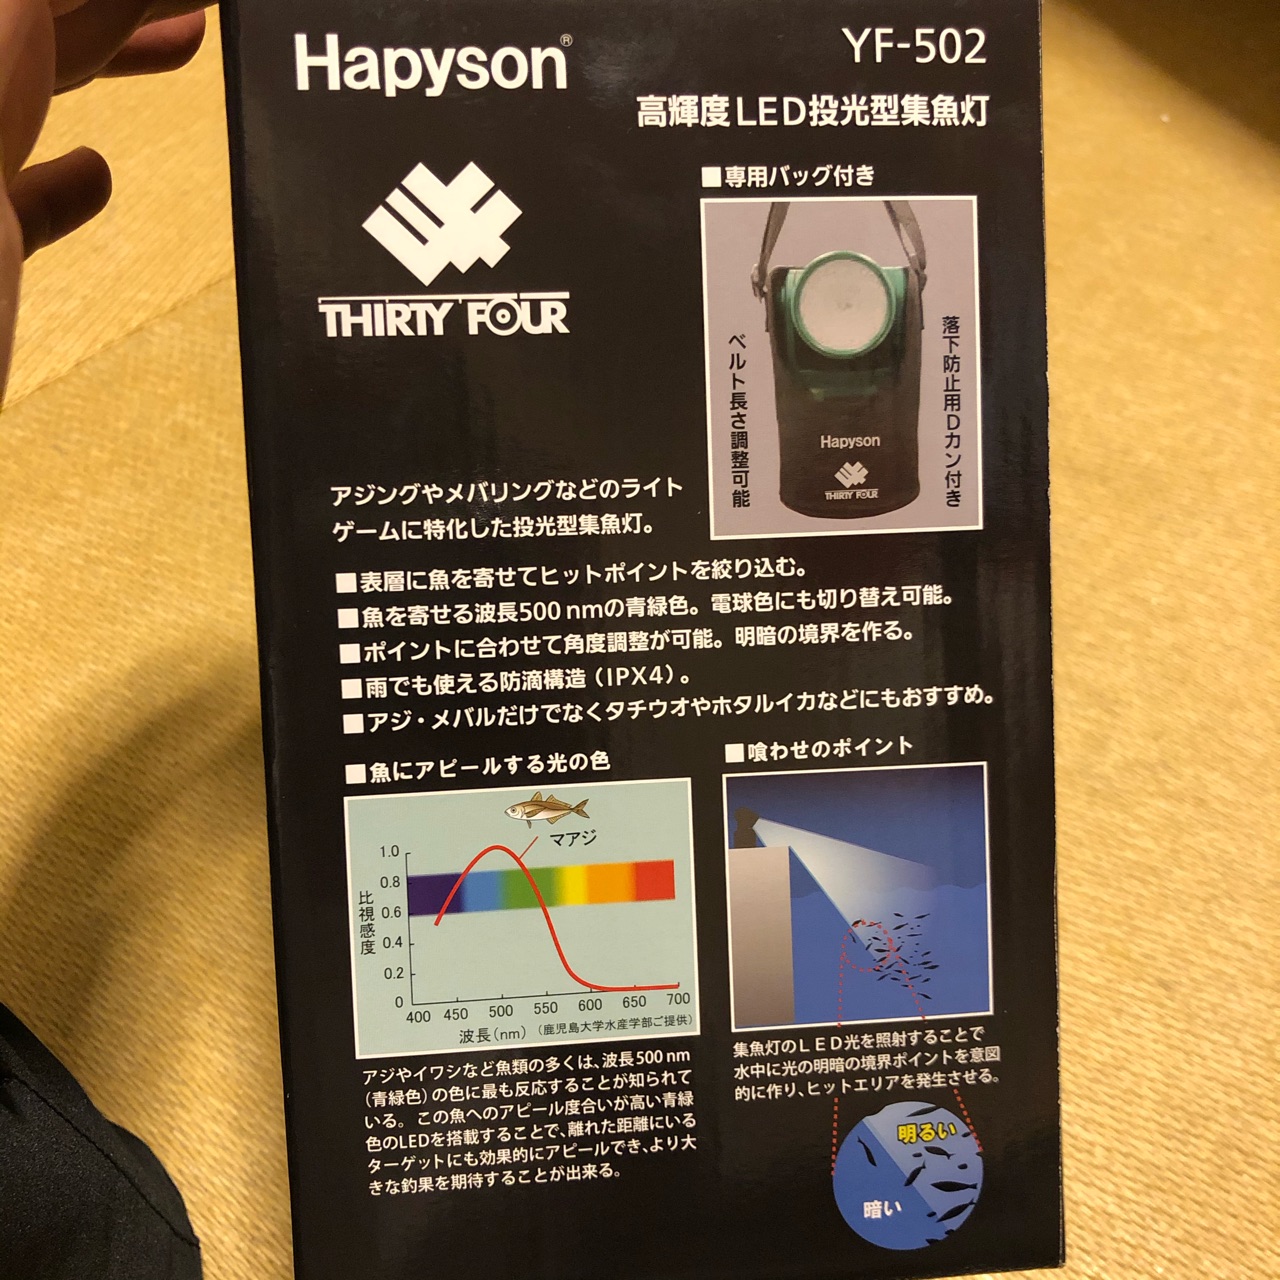 Hapyson®
YF-502
高輝度LED投光型集魚灯
THIRTY FOUR
■専用バッグ付き
ベルト長さ調整可能
落下防止用Dカン付き
Hapyson
THIRTY FOUR
アジングやメバリングなどのライト
ゲームに特化した投光型集魚灯。
■表層に魚を寄せてヒットポイントを絞り込む。
■魚を寄せる波長500nmの青緑色。電球色にも切り替え可能。
■ポイントに合わせて角度調整が可能。明暗の境界を作る。
■雨でも使える防滴構造（IPX4）。
■アジ・メバルだけでなくタチウオやホタルイカなどにもおすすめ。
■魚にアピールする光の色
マアジ
比視感度
1.0
0.8
0.6
0.4
0.2
0
400 450 500 550 600 650 700
波長(nm)（鹿児島大学水産学部ご提供）
アジやイワシなど魚類の多くは、波長500nm
（青緑色）の色に最も反応することが知られて
いる。この魚へのアピール度合いが高い青緑
色のLEDを搭載することで、離れた距離にいる
ターゲットにも効果的にアピールでき、より大
きな釣果を期待することが出来る。
■喰わせのポイント
集魚灯のLED光を照射することで
水中に光の明暗の境界ポイントを意図
的に作り、ヒットエリアを発生させる。
明るい
暗い